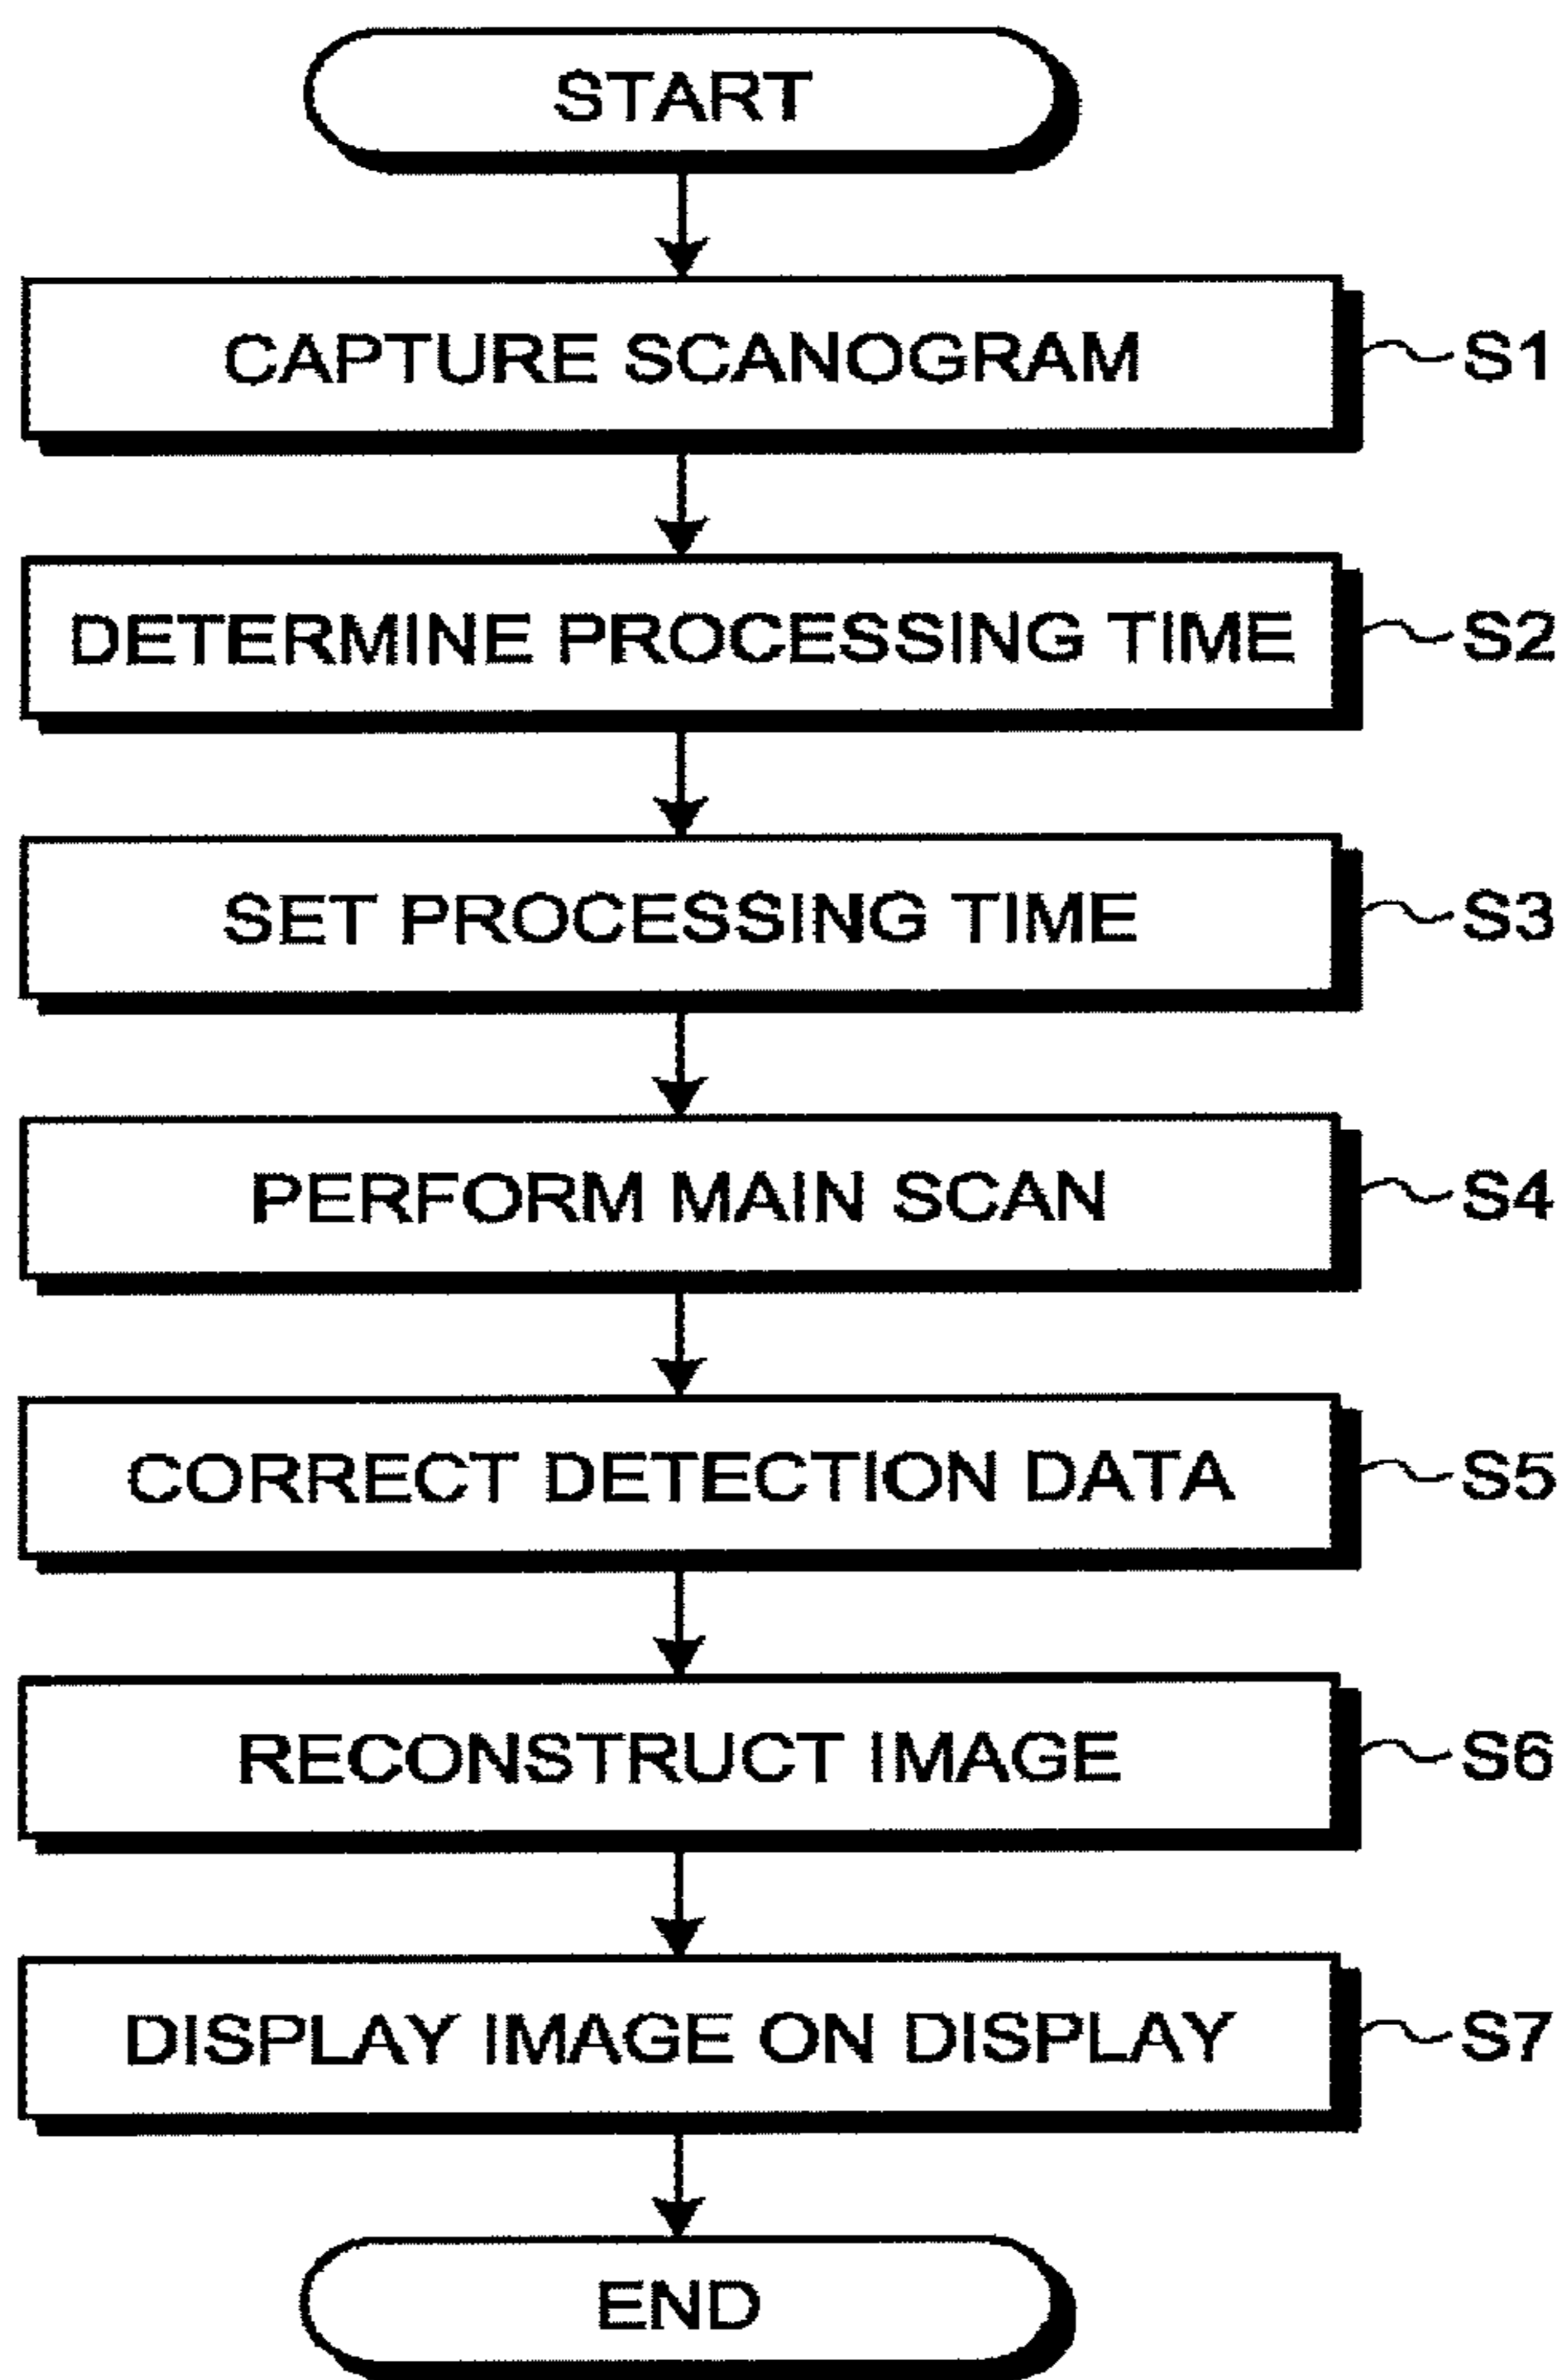 START
CAPTURE SCANOGRAM S1
DETERMINE PROCESSING TIME S2
SET PROCESSING TIME S3
PERFORM MAIN SCAN S4
CORRECT DETECTION DATA S5
RECONSTRUCT IMAGE S6
DISPLAY IMAGE ON DISPLAY S7
END